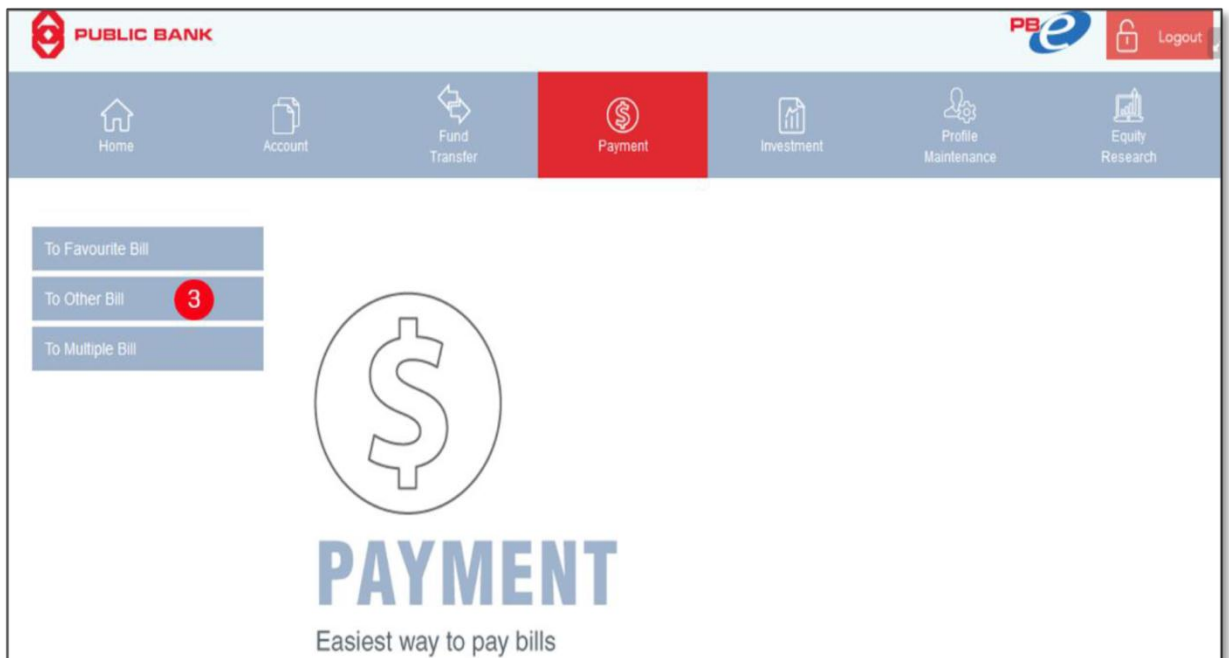 PUBLIC BANK
PBe
Logout
Home
Account
Fund
Transfer
Payment
Investment
Profile
Maintenance
Equity
Research
To Favourite Bill
To Other Bill 3
To Multiple Bill
PAYMENT
Easiest way to pay bills